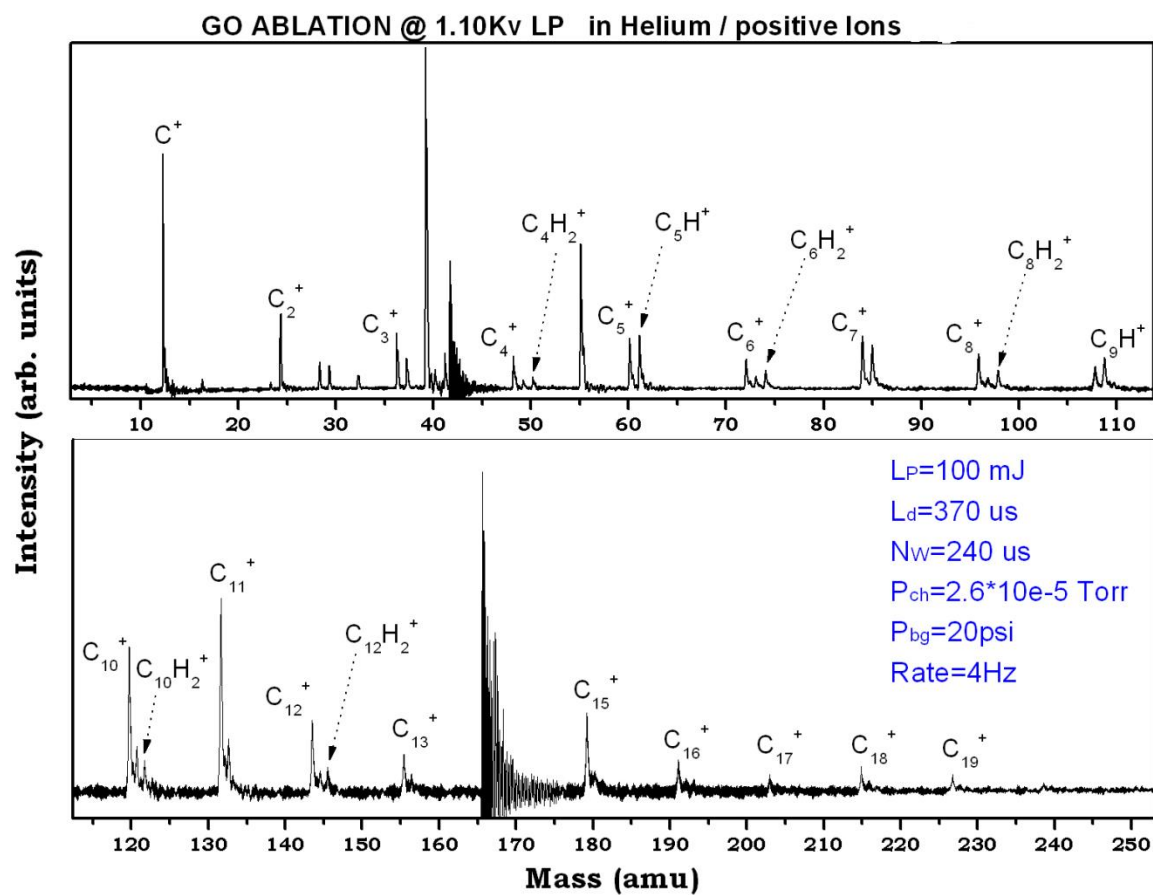 GO ABLATION @ 1.10Kv LP in Helium / positive Ions
Intensity (arb. units)
C⁺
C₂⁺
C₃⁺
C₄⁺
C₄H₂⁺
C₅⁺
C₅H⁺
C₆⁺
C₆H₂⁺
C₇⁺
C₈⁺
C₈H₂⁺
C₉H⁺
10 20 30 40 50 60 70 80 90 100 110
C₁₀⁺
C₁₀H₂⁺
C₁₁⁺
C₁₂⁺
C₁₂H₂⁺
C₁₃⁺
C₁₅⁺
C₁₆⁺
C₁₇⁺
C₁₈⁺
C₁₉⁺
LP=100 mJ
Ld=370 us
NW=240 us
Pch=2.6*10e-5 Torr
Pbg=20psi
Rate=4Hz
120 130 140 150 160 170 180 190 200 210 220 230 240 250
Mass (amu)